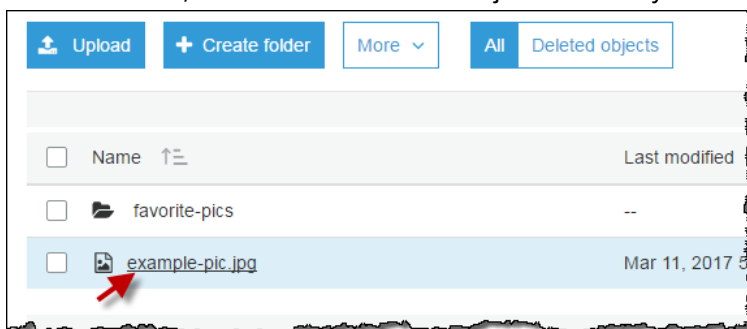 Upload Create folder More All Deleted objects
Name Last modified
favorite-pics --
example-pic.jpg Mar 11, 2017